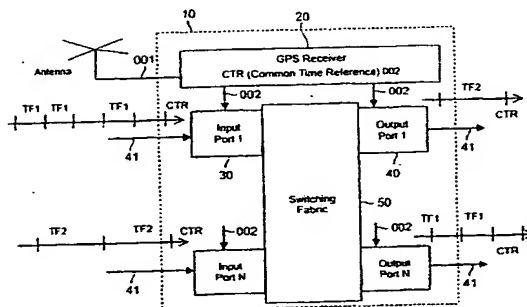 10
20
001
GPS Receiver
CTR (Common Time Reference) 002
Antenna
002
002
TF2
CTR
TF1 TF1 TF1 CTR
Input Port 1
Output Port 1
41
41
30
40
Switching Fabric
50
TF2 TF2 CTR
002
002
TF1 TF1
CTR
Input Port N
Output Port N
41
41